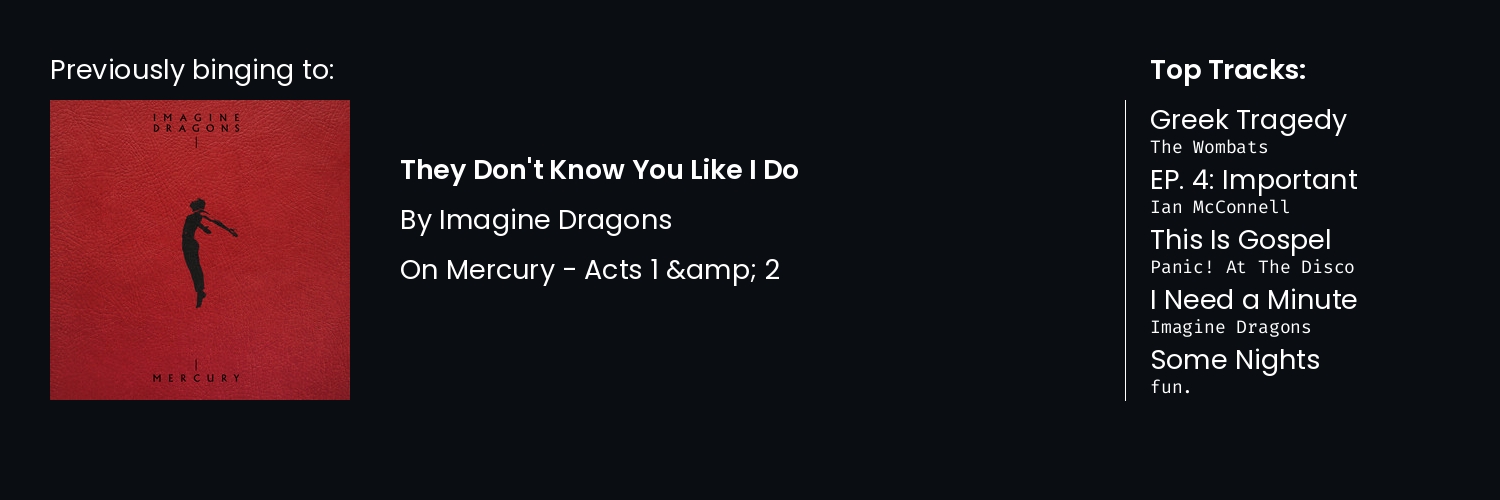 Previously binging to:
IMAGINE
DRAGONS
MERCURY
They Don't Know You Like I Do
By Imagine Dragons
On Mercury - Acts 1 &amp; 2
Top Tracks:
Greek Tragedy
The Wombats
EP. 4: Important
Ian McConnell
This Is Gospel
Panic! At The Disco
I Need a Minute
Imagine Dragons
Some Nights
fun.